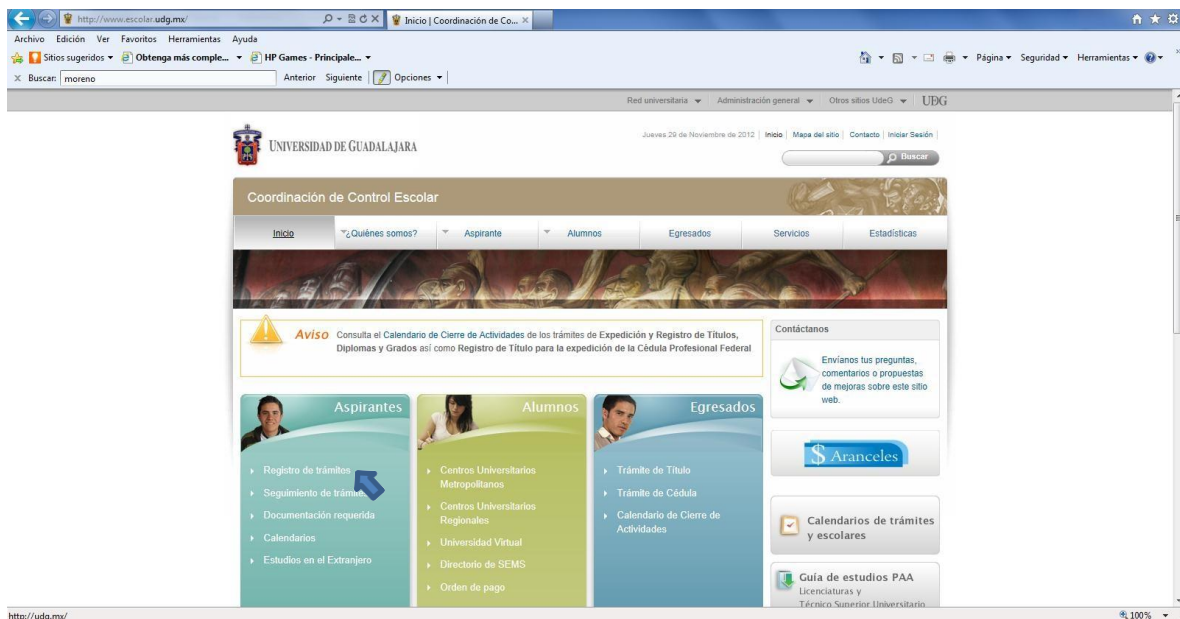 http://www.escolar.udg.mx/
Inicio | Coordinación de Co...
Archivo Edición Ver Favoritos Herramientas Ayuda
Sitios sugeridos Obtenga más comple... HP Games - Principale...
Página Seguridad Herramientas
Buscar: moreno Anterior Siguiente Opciones
Red universitaria Administración general Otros sitios UdeG UDG
UNIVERSIDAD DE GUADALAJARA
Jueves 29 de Noviembre de 2012 | Inicio | Mapa del sitio | Contacto | Iniciar Sesión
Buscar
Coordinación de Control Escolar
Inicio ¿Quiénes somos? Aspirante Alumnos Egresados Servicios Estadísticas
Aviso Consulta el Calendario de Cierre de Actividades de los trámites de Expedición y Registro de Títulos,
Diplomas y Grados así como Registro de Título para la expedición de la Cédula Profesional Federal
Contáctanos
Envíanos tus preguntas,
comentarios o propuestas
de mejoras sobre este sitio
web.
Aspirantes
Registro de trámites
Seguimiento de trámites
Documentación requerida
Calendarios
Estudios en el Extranjero
Alumnos
Centros Universitarios
Metropolitanos
Centros Universitarios
Regionales
Universidad Virtual
Directorio de SEMS
Orden de pago
Egresados
Trámite de Título
Trámite de Cédula
Calendario de Cierre de
Actividades
$ Aranceles
Calendarios de trámites
y escolares
Guía de estudios PAA
Licenciaturas y
Técnico Superior Universitario
http://udg.mx/
100%